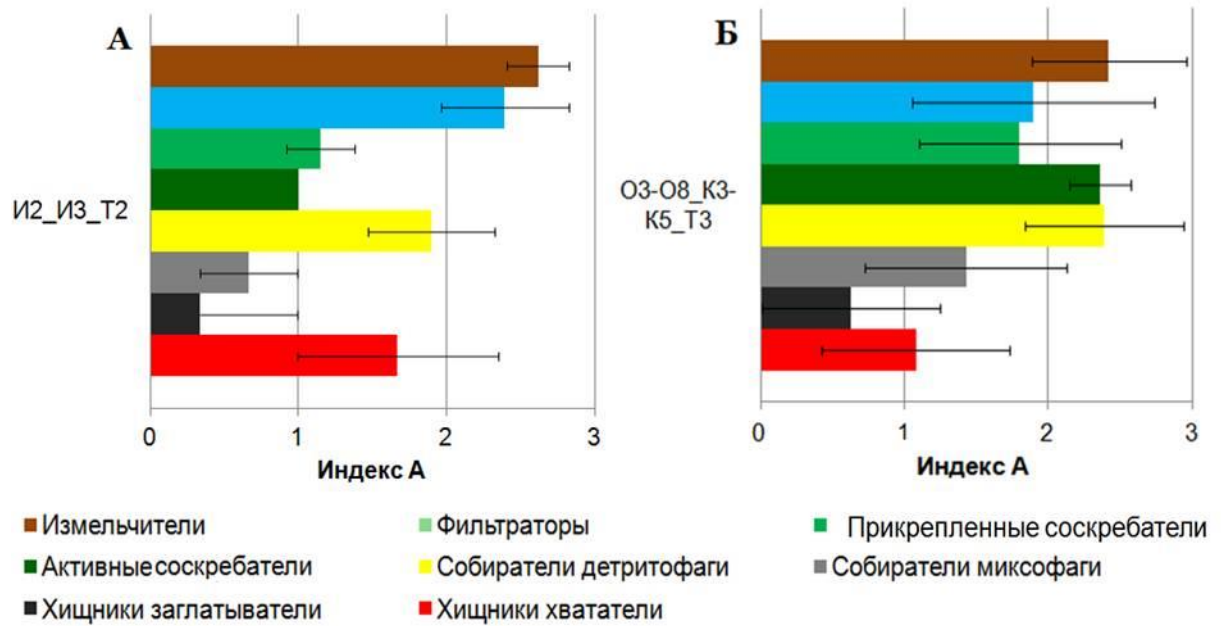 А
И2_И3_Т2
0 1 2 3
Индекс А
Б
О3-О8_К3-
К5_Т3
0 1 2 3
Индекс А
Измельчители Фильтраторы Прикрепленные соскребатели
Активные соскребатели Собиратели детритофаги Собиратели миксофаги
Хищники заглатыватели Хищники хвататели